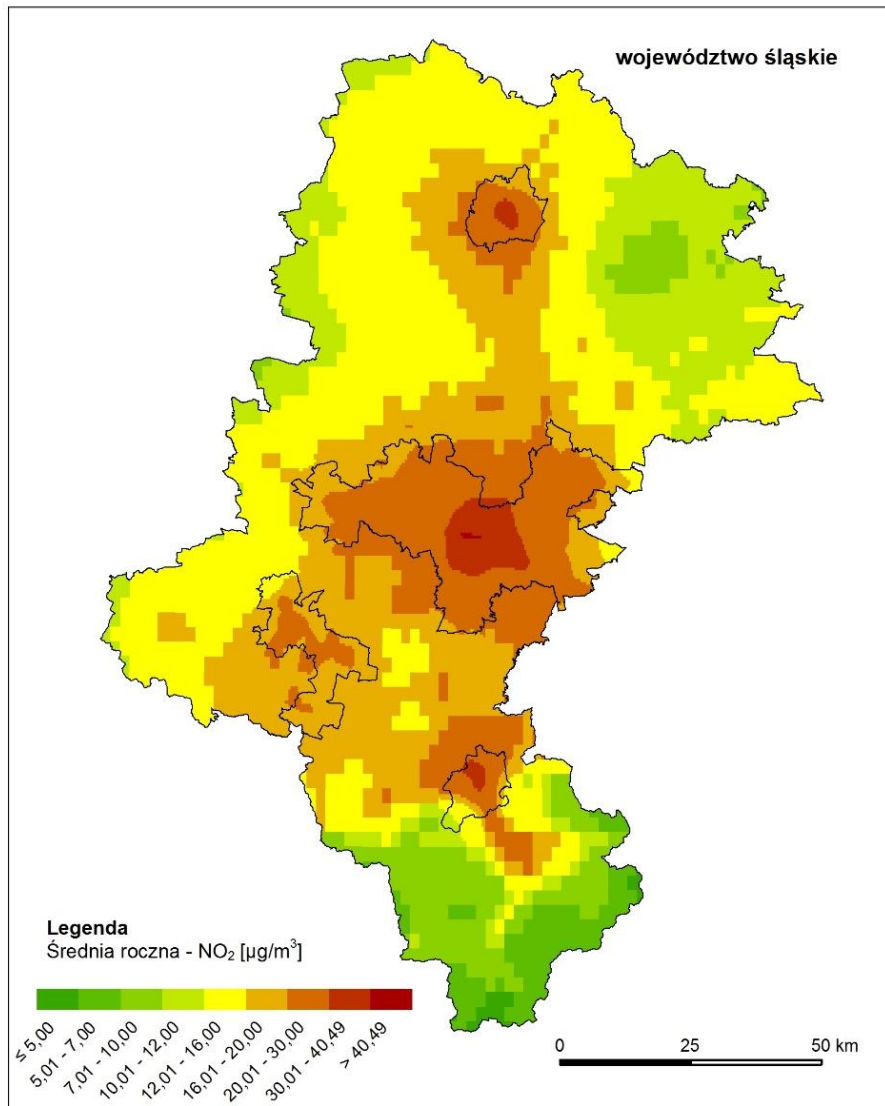 województwo śląskie
Legenda
Średnia roczna - NO₂ [µg/m³]
≤ 5,00
5,01 - 7,00
7,01 - 10,00
10,01 - 12,00
12,01 - 16,00
16,01 - 20,00
20,01 - 30,00
30,01 - 40,49
> 40,49
0 25 50 km